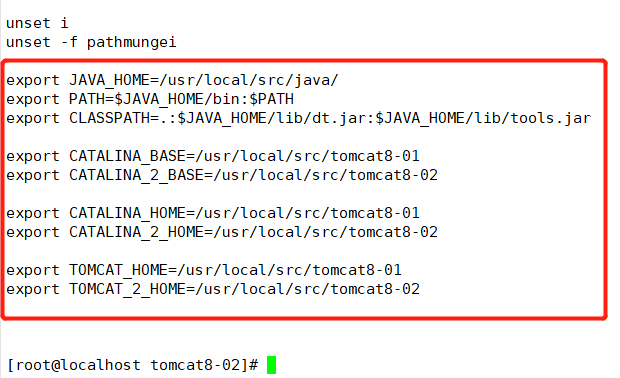 unset i
unset -f pathmungei
export JAVA_HOME=/usr/local/src/java/
export PATH=$JAVA_HOME/bin:$PATH
export CLASSPATH=.:$JAVA_HOME/lib/dt.jar:$JAVA_HOME/lib/tools.jar
export CATALINA_BASE=/usr/local/src/tomcat8-01
export CATALINA_2_BASE=/usr/local/src/tomcat8-02
export CATALINA_HOME=/usr/local/src/tomcat8-01
export CATALINA_2_HOME=/usr/local/src/tomcat8-02
export TOMCAT_HOME=/usr/local/src/tomcat8-01
export TOMCAT_2_HOME=/usr/local/src/tomcat8-02
[root@localhost tomcat8-02]#